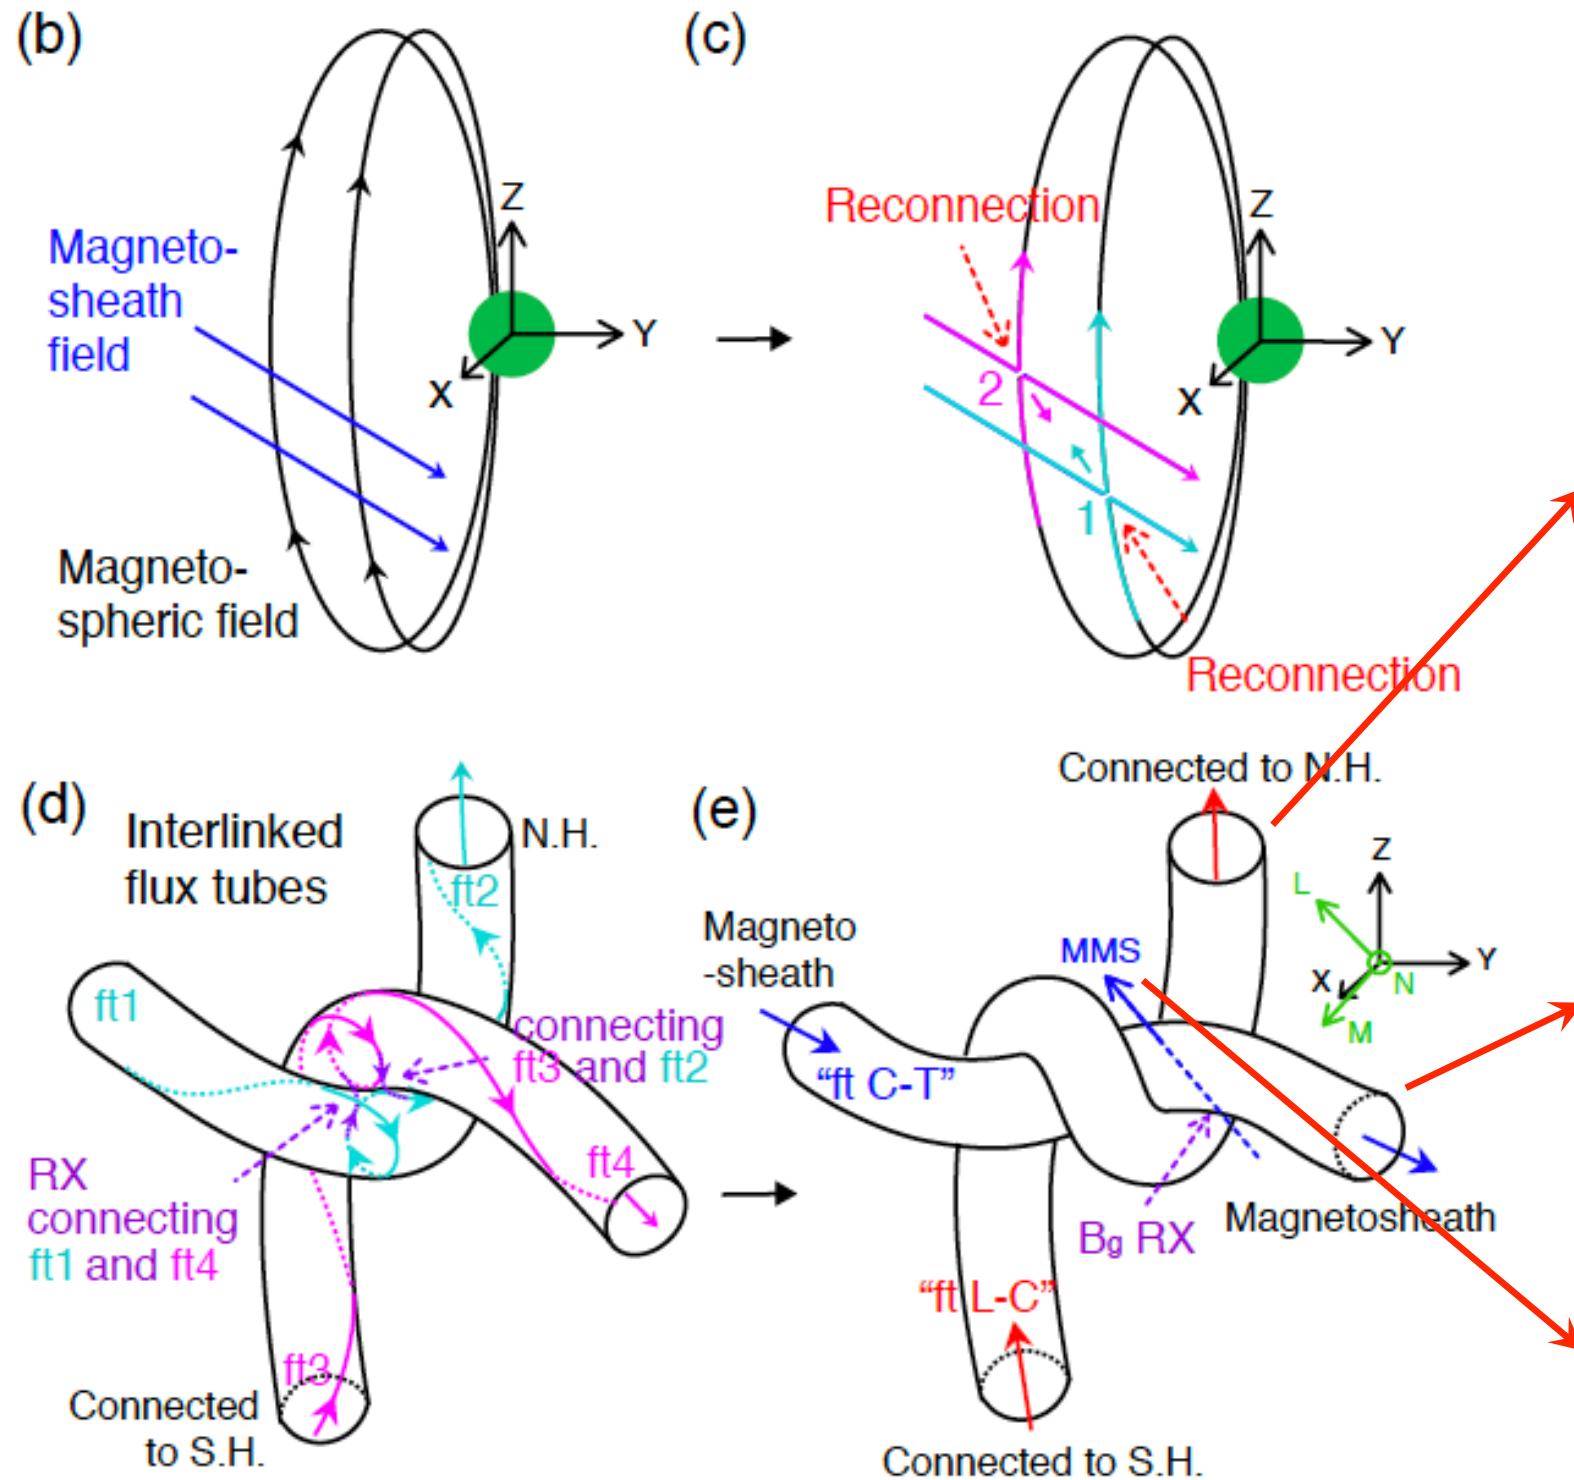 (b)
Z
Magneto-
sheath
field
Y
X
Magneto-
spheric field
(c)
Reconnection
Z
2
Y
X
1
Reconnection
(d)
Interlinked
flux tubes
N.H.
ft2
ft1
connecting
ft3 and ft2
RX
connecting
ft1 and ft4
ft4
ft3
Connected
to S.H.
(e)
Connected to N.H.
Z
L
Magneto
-sheath
MMS
Y
X
N
M
“ft C-T”
Bg RX
Magnetosheath
“ft L-C”
Connected to S.H.